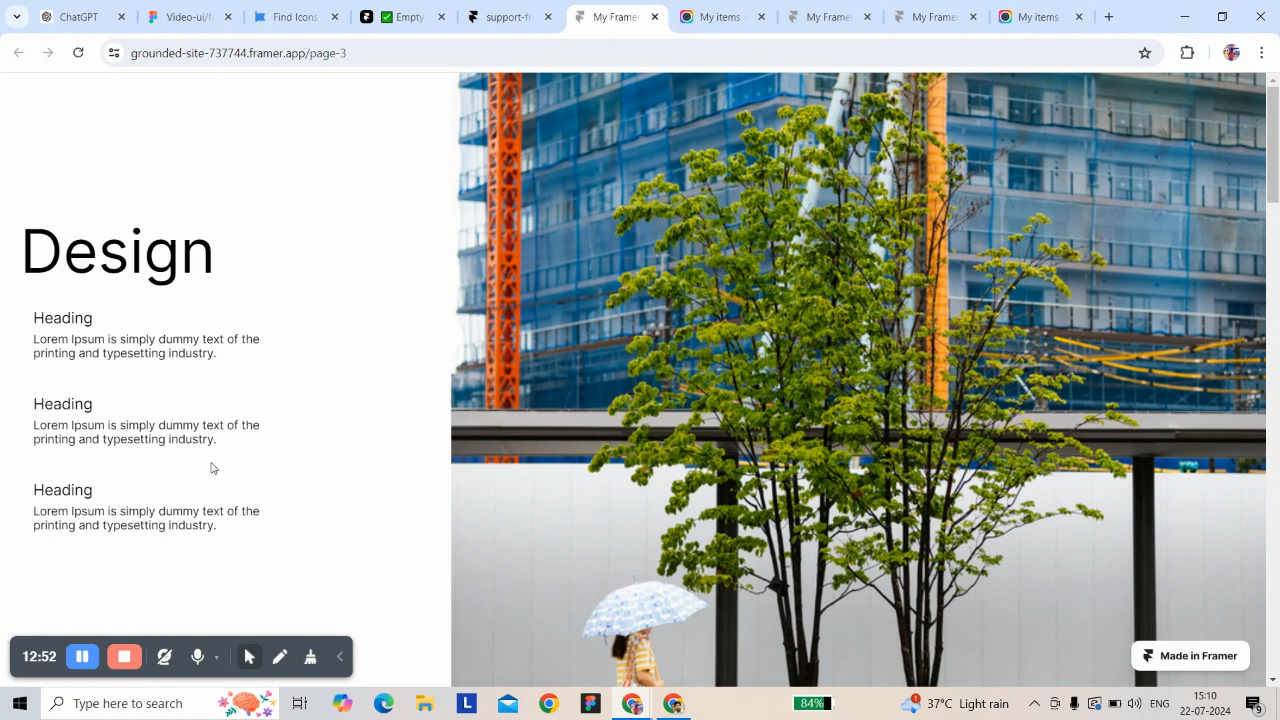 ChatGPT
Video-ui/
Find Identi
Empty
support-fr
My Framer
My items -
My Framer
My Framer
My items
grounded-site-737744.framer.app/page-3
Design
Heading
Lorem Ipsum is simply dummy text of the
printing and typesetting industry.
Heading
Lorem Ipsum is simply dummy text of the
printing and typesetting industry.
Heading
Lorem Ipsum is simply dummy text of the
printing and typesetting industry.
12:52
Made in Framer
Type here to search
84%
37°C Lightrain
ENG
15:10
22-07-2024